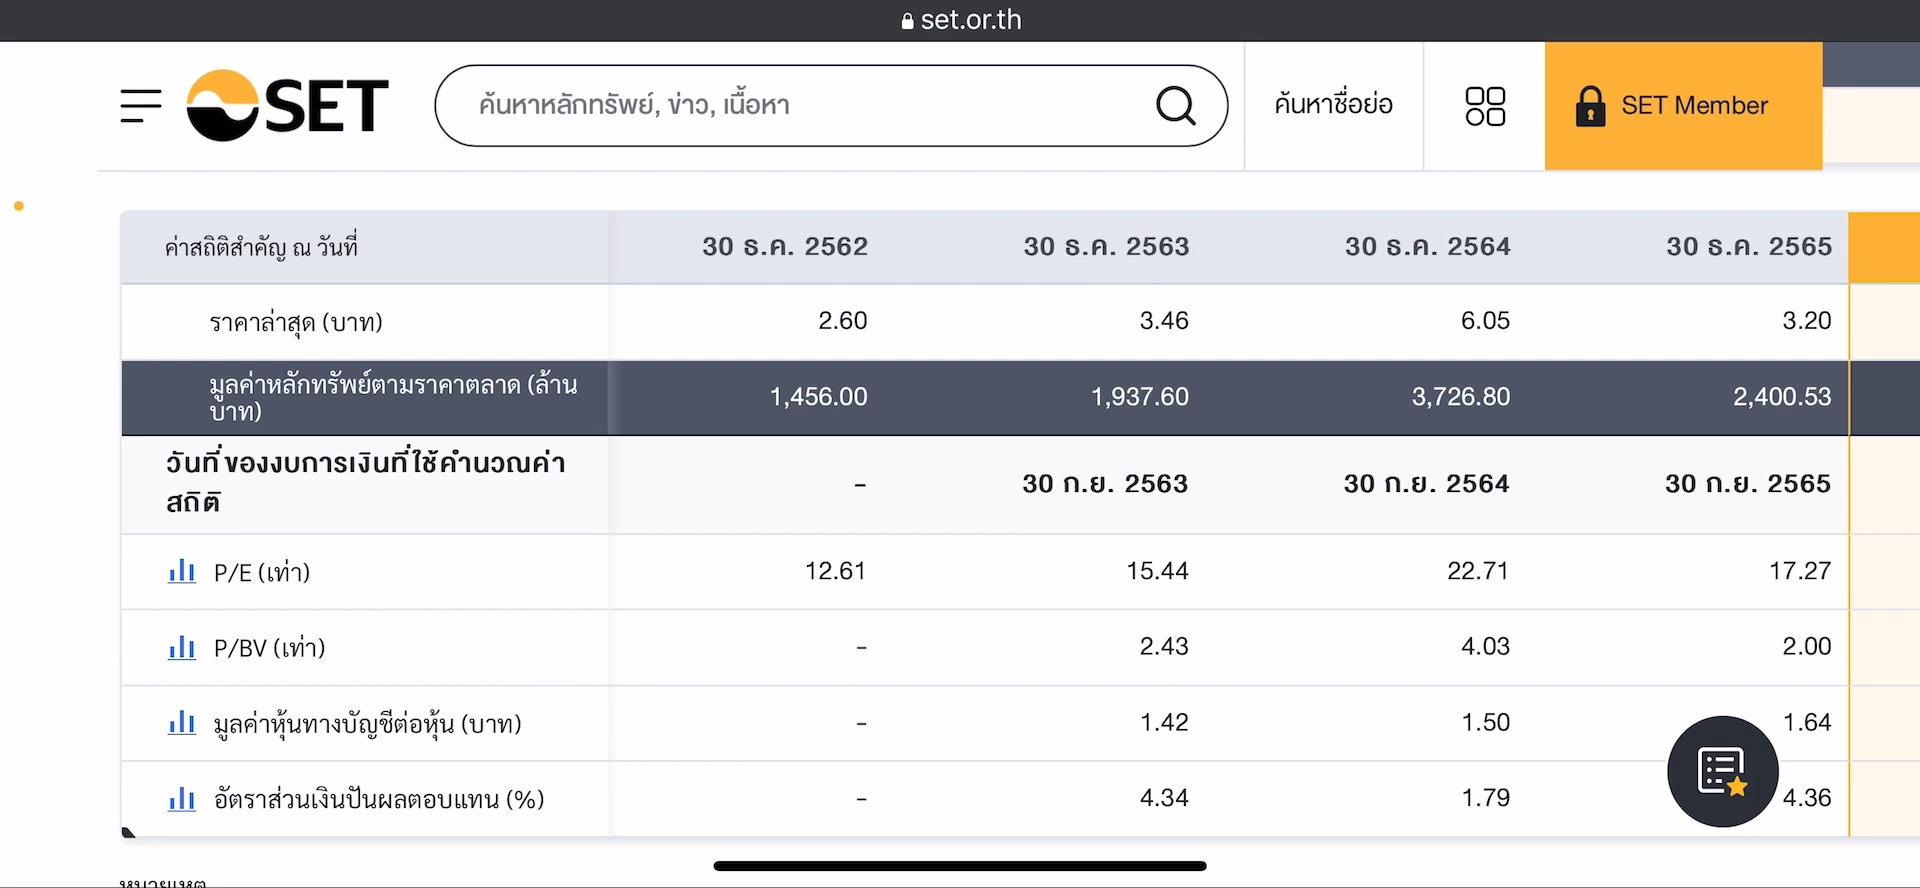 set.or.th
SET
ค้นหาหลักทรัพย์, ข่าว, เนื้อหา
ค้นหาชื่อย่อ
SET Member
ค่าสถิติสำคัญ ณ วันที่ 30 ธ.ค. 2562 30 ธ.ค. 2563 30 ธ.ค. 2564 30 ธ.ค. 2565
ราคาล่าสุด (บาท) 2.60 3.46 6.05 3.20
มูลค่าหลักทรัพย์ตามราคาตลาด (ล้าน
บาท) 1,456.00 1,937.60 3,726.80 2,400.53
วันที่ของงบการเงินที่ใช้คำนวณค่า
สถิติ - 30 ก.ย. 2563 30 ก.ย. 2564 30 ก.ย. 2565
P/E (เท่า) 12.61 15.44 22.71 17.27
P/BV (เท่า) - 2.43 4.03 2.00
มูลค่าหุ้นทางบัญชีต่อหุ้น (บาท) - 1.42 1.50 1.64
อัตราส่วนเงินปันผลตอบแทน (%) - 4.34 1.79 4.36
หมายเหตุ